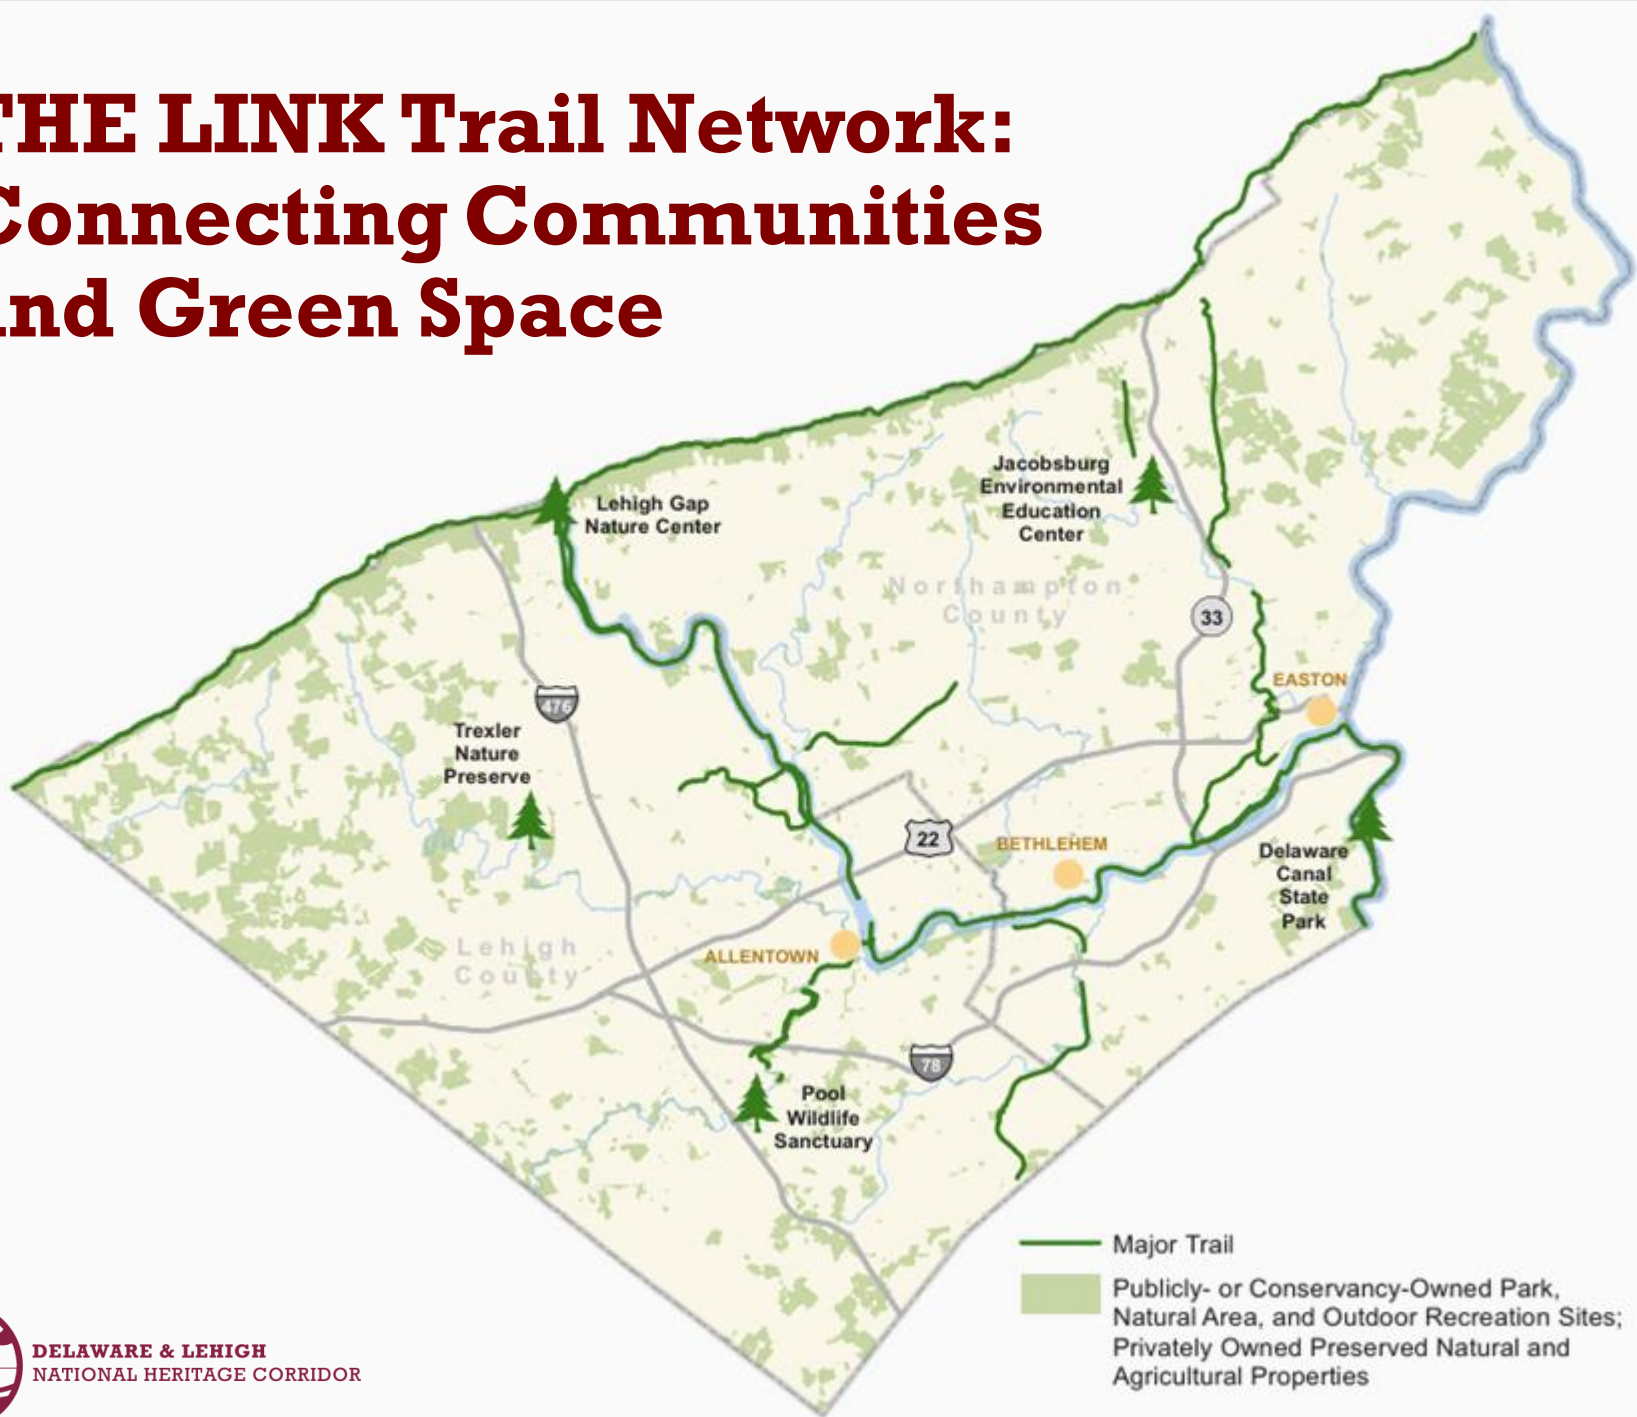 THE LINK Trail Network:
Connecting Communities
and Green Space
Lehigh Gap
Nature Center
Jacobsburg
Environmental
Education
Center
Northampton
County
33
476
EASTON
Trexler
Nature
Preserve
22
BETHLEHEM
Delaware
Canal
State
Park
Lehigh
County
ALLENTOWN
78
Pool
Wildlife
Sanctuary
Major Trail
Publicly- or Conservancy-Owned Park,
Natural Area, and Outdoor Recreation Sites;
Privately Owned Preserved Natural and
Agricultural Properties
DELAWARE & LEHIGH
NATIONAL HERITAGE CORRIDOR